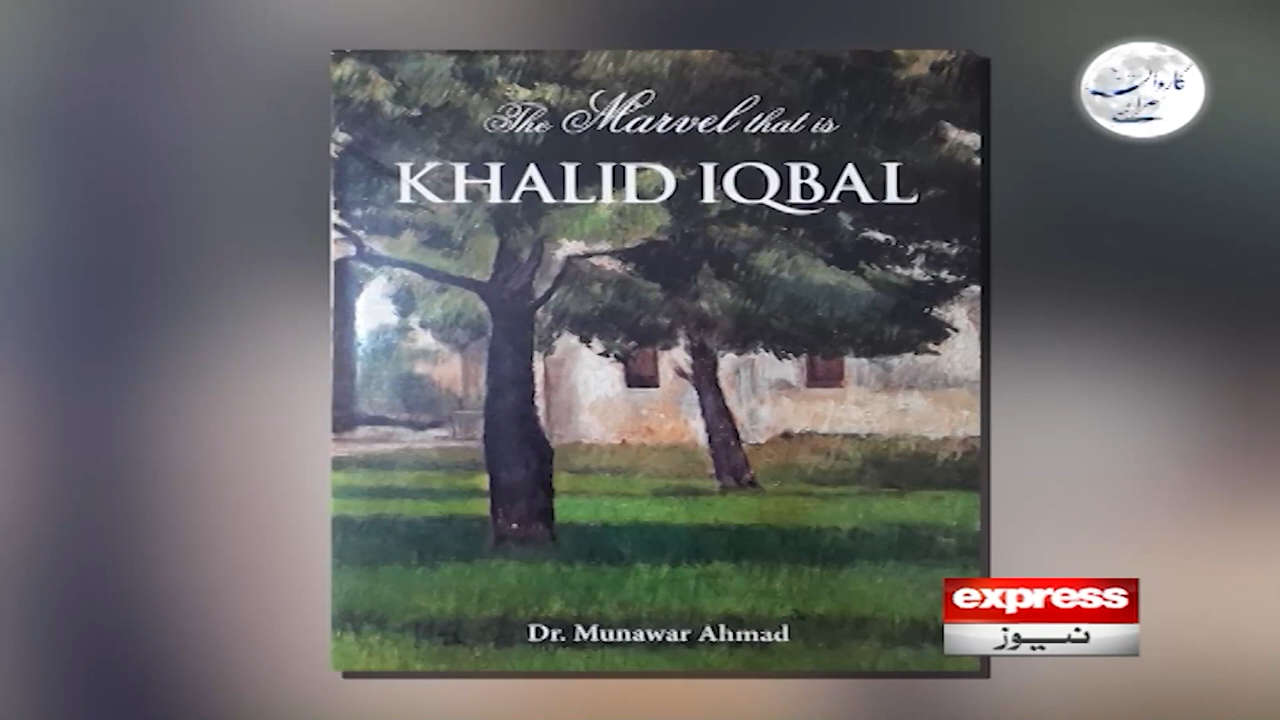 The Marvel that is
KHALID IQBAL
Dr. Munawar Ahmad
express
نیوز